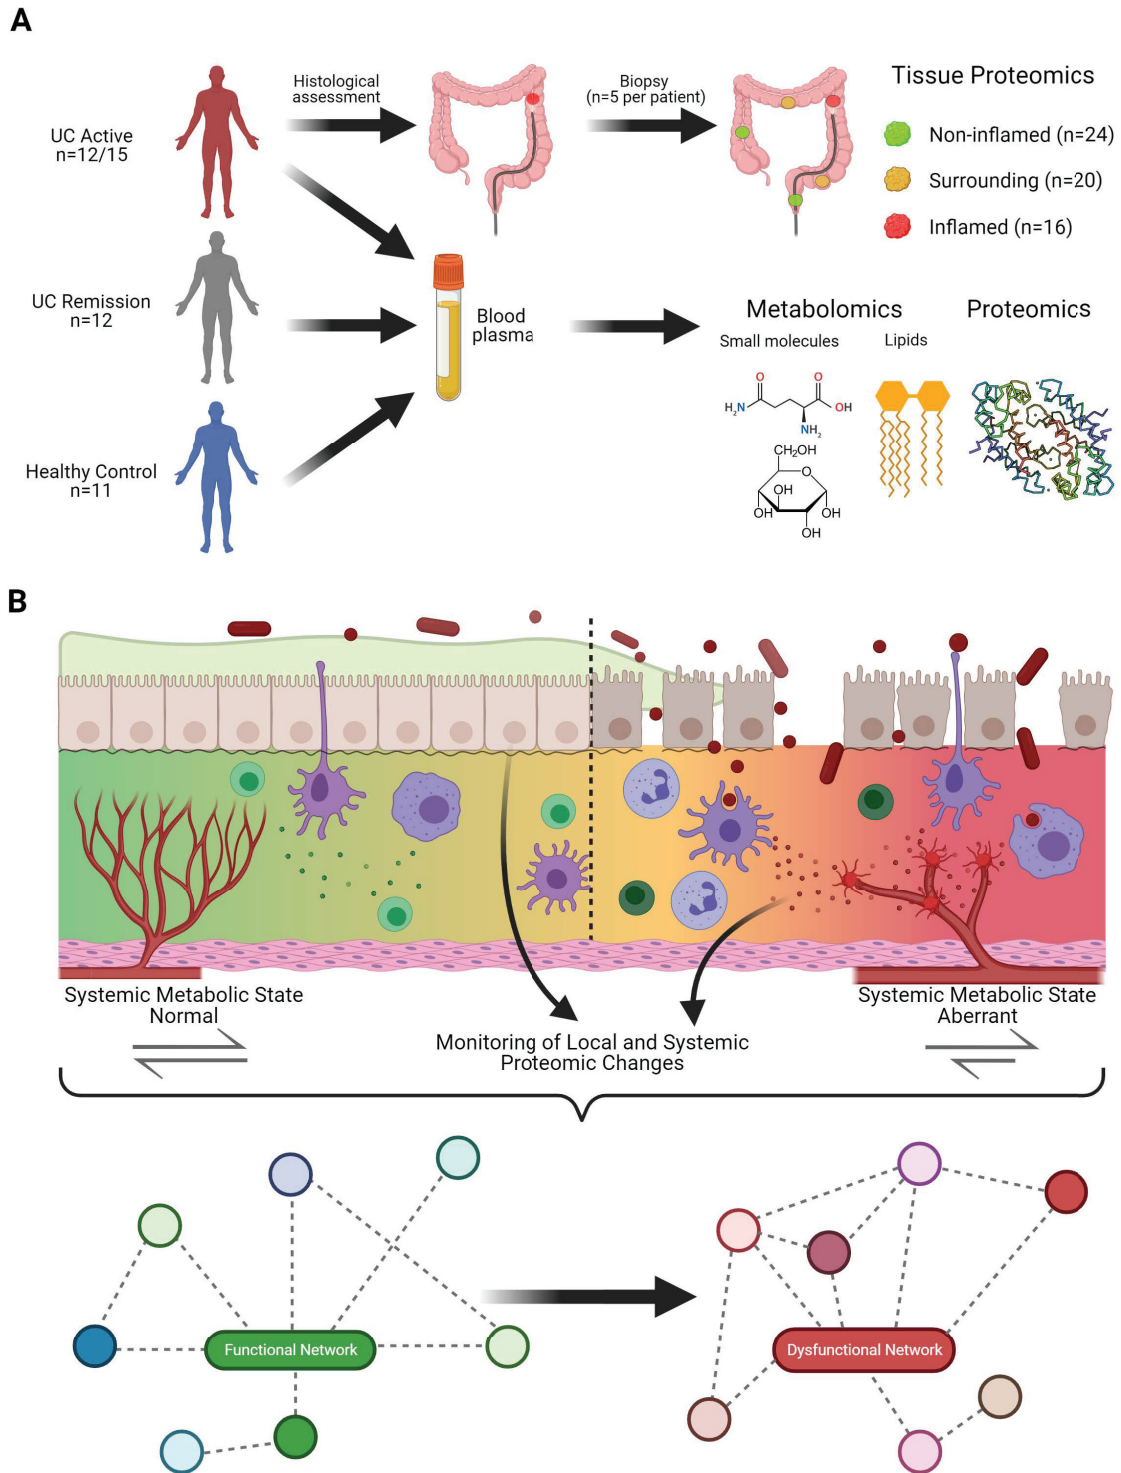 A
UC Active
n=12/15
Histological
assessment
Biopsy
(n=5 per patient)
Tissue Proteomics
Non-inflamed (n=24)
Surrounding (n=20)
Inflamed (n=16)
UC Remission
n=12
Blood
plasma
Metabolomics
Proteomics
Small molecules
Lipids
Healthy Control
n=11
O
O
H₂N
OH
NH₂
CH₂OH
O
OH
OH
OH
OH
B
Systemic Metabolic State
Normal
Systemic Metabolic State
Aberrant
Monitoring of Local and Systemic
Proteomic Changes
Functional Network
Dysfunctional Network